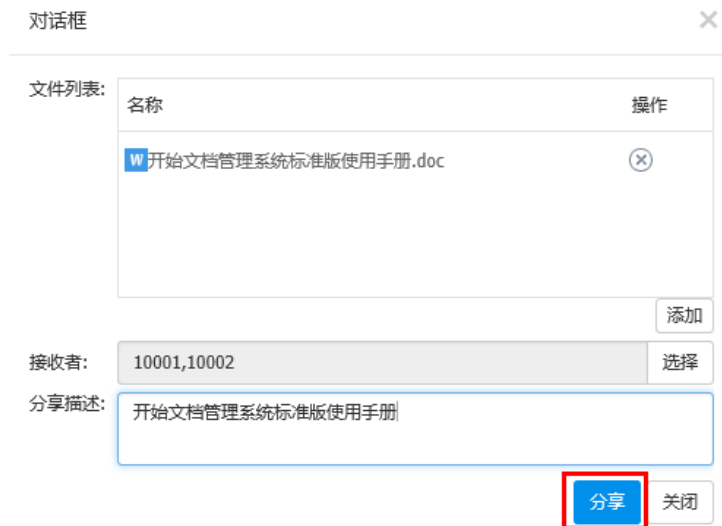 对话框
文件列表:
名称 操作
W 开始文档管理系统标准版使用手册.doc
添加
接收者: 10001,10002 选择
分享描述: 开始文档管理系统标准版使用手册
分享 关闭